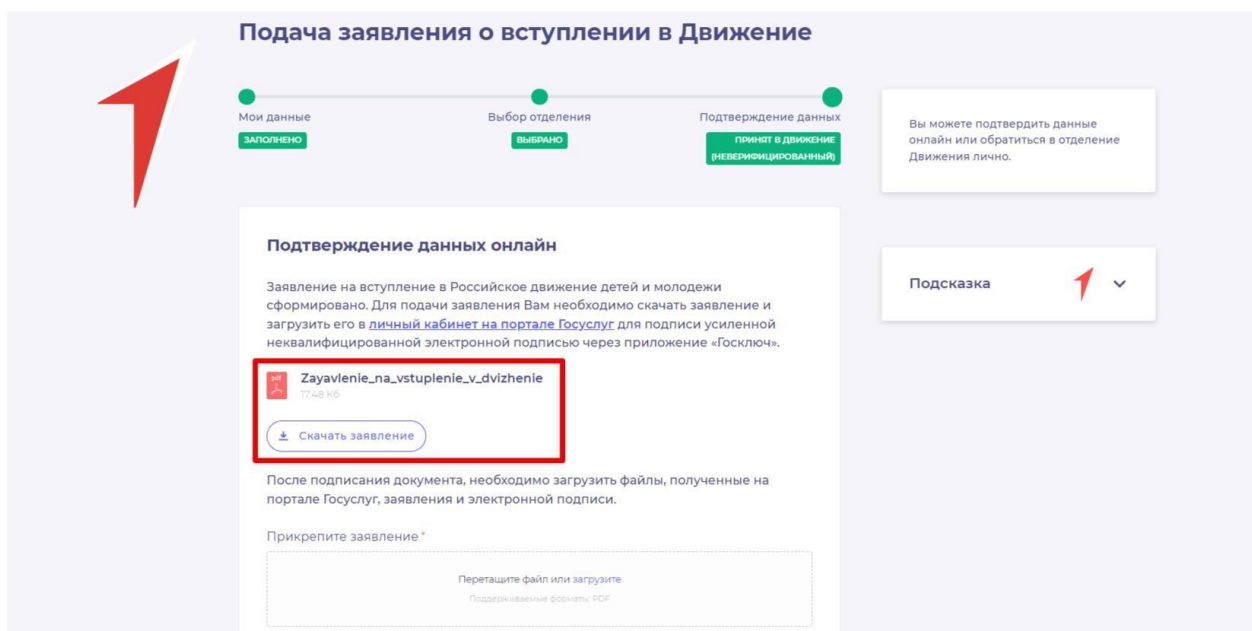 Подача заявления о вступлении в Движение
Мои данные
ЗАПОЛНЕНО
Выбор отделения
ВЫБРАНО
Подтверждение данных
ПРИНЯТ В ДВИЖЕНИЕ
(НЕВЕРИФИЦИРОВАННЫЙ)
Вы можете подтвердить данные
онлайн или обратиться в отделение
Движения лично.
Подтверждение данных онлайн
Заявление на вступление в Российское движение детей и молодежи
сформировано. Для подачи заявления Вам необходимо скачать заявление и
загрузить его в личный кабинет на портале Госуслуг для подписи усиленной
неквалифицированной электронной подписью через приложение «Госключ».
Подсказка
pdf
Zayavlenie_na_vstuplenie_v_dvizhenie
17.48 Кб
Скачать заявление
После подписания документа, необходимо загрузить файлы, полученные на
портале Госуслуг, заявления и электронной подписи.
Прикрепите заявление *
Перетащите файл или загрузите
Поддерживаемые форматы: PDF